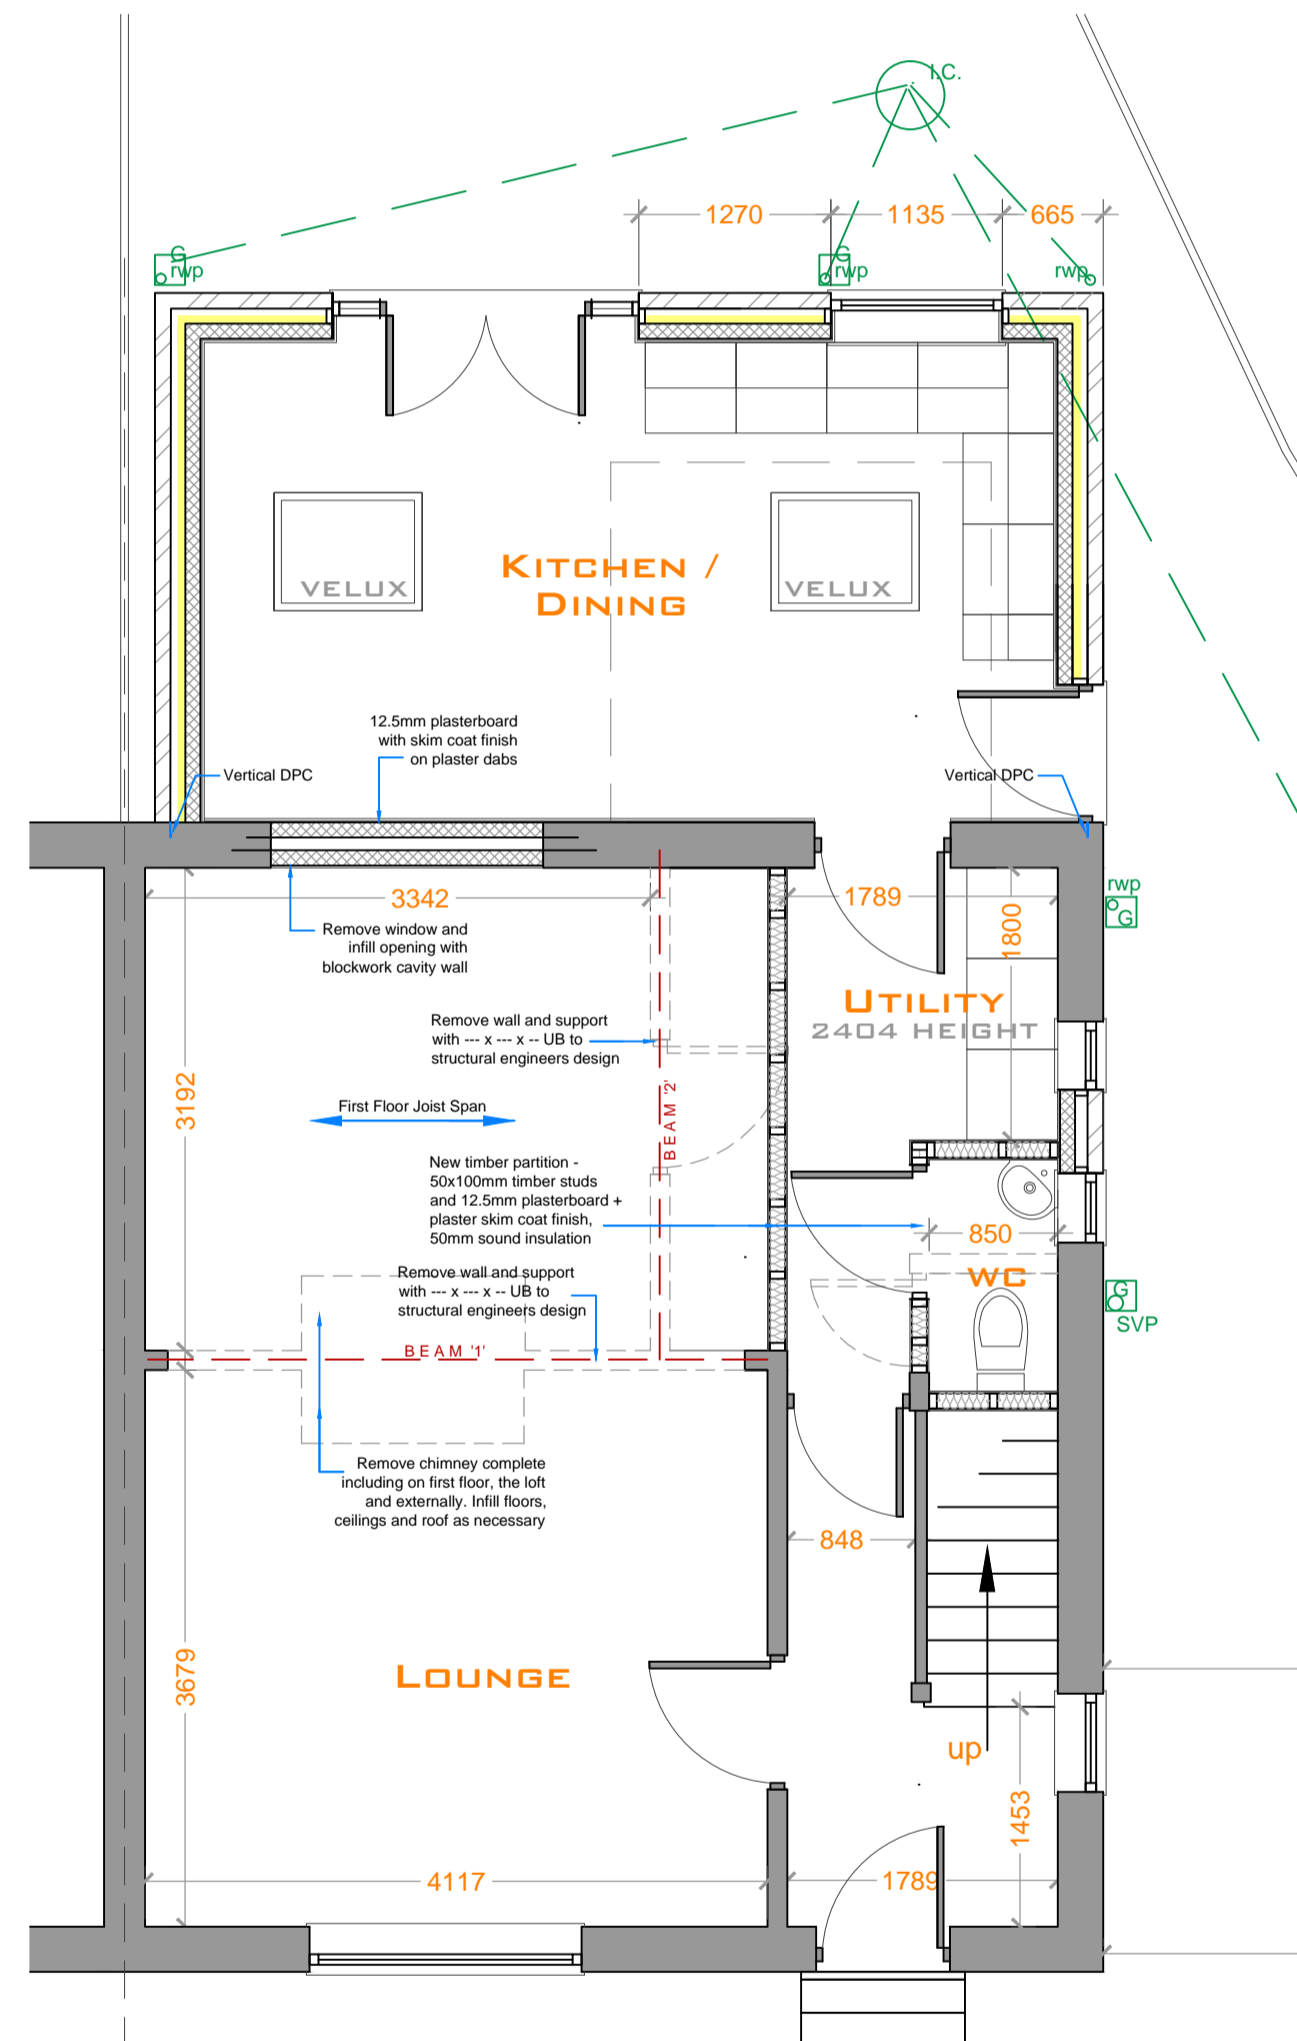 I.C.
1270
1135
665
G
rwp
G
rwp
rwp
KITCHEN /
DINING
VELUX
VELUX
12.5mm plasterboard
with skim coat finish
on plaster dabs
Vertical DPC
Vertical DPC
3342
1789
1800
rwp
G
Remove window and
infill opening with
blockwork cavity wall
UTILITY
2404 HEIGHT
Remove wall and support
with --- x --- x -- UB to
structural engineers design
3192
First Floor Joist Span
BEAM '2'
New timber partition -
50x100mm timber studs
and 12.5mm plasterboard +
plaster skim coat finish,
50mm sound insulation
850
WC
Remove wall and support
with --- x --- x -- UB to
structural engineers design
G
SVP
BEAM '1'
Remove chimney complete
including on first floor, the loft
and externally. Infill floors,
ceilings and roof as necessary
848
3679
LOUNGE
up
1453
4117
1789